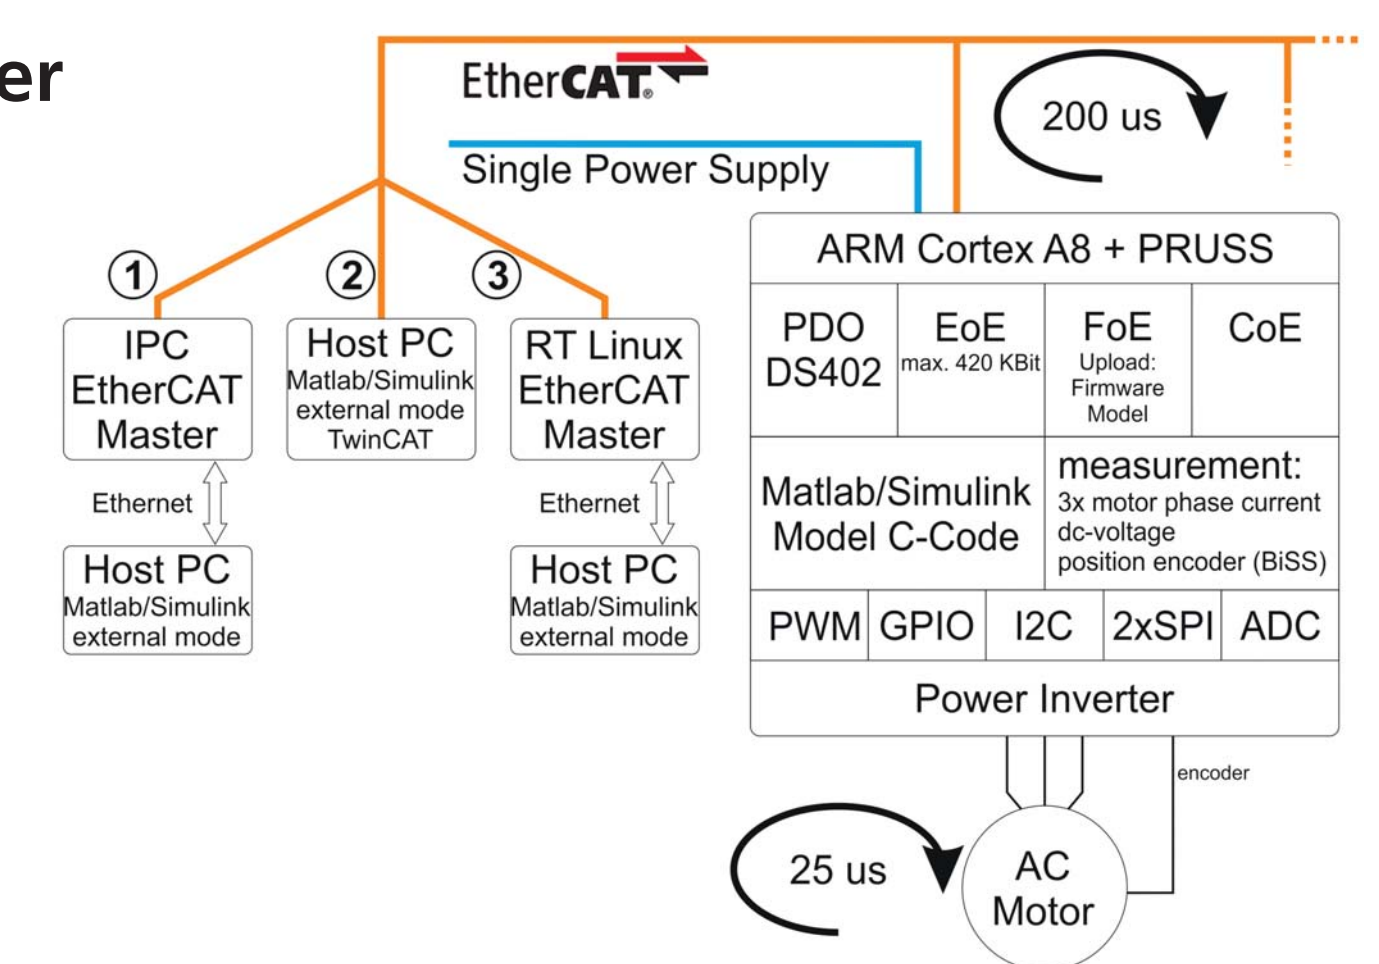 er
EtherCAT®
200 us
Single Power Supply
1
2
3
IPC
EtherCAT
Master
Host PC
Matlab/Simulink
external mode
TwinCAT
RT Linux
EtherCAT
Master
Ethernet
Ethernet
Host PC
Matlab/Simulink
external mode
Host PC
Matlab/Simulink
external mode
ARM Cortex A8 + PRUSS
PDO
DS402
EoE
max. 420 KBit
FoE
Upload:
Firmware
Model
CoE
Matlab/Simulink
Model C-Code
measurement:
3x motor phase current
dc-voltage
position encoder (BiSS)
PWM
GPIO
I2C
2xSPI
ADC
Power Inverter
encoder
25 us
AC
Motor